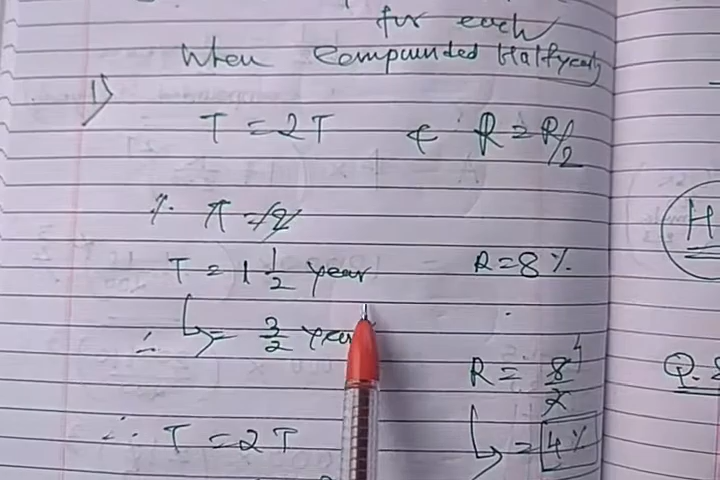 for each
When compounded Halfyearly
1)
T = 2T & R = R/2
T = 1 1/2 year R = 8 %
∴ = 3/2 year
R = 8/2 4
∴ T = 2T = 4%
H
Q.